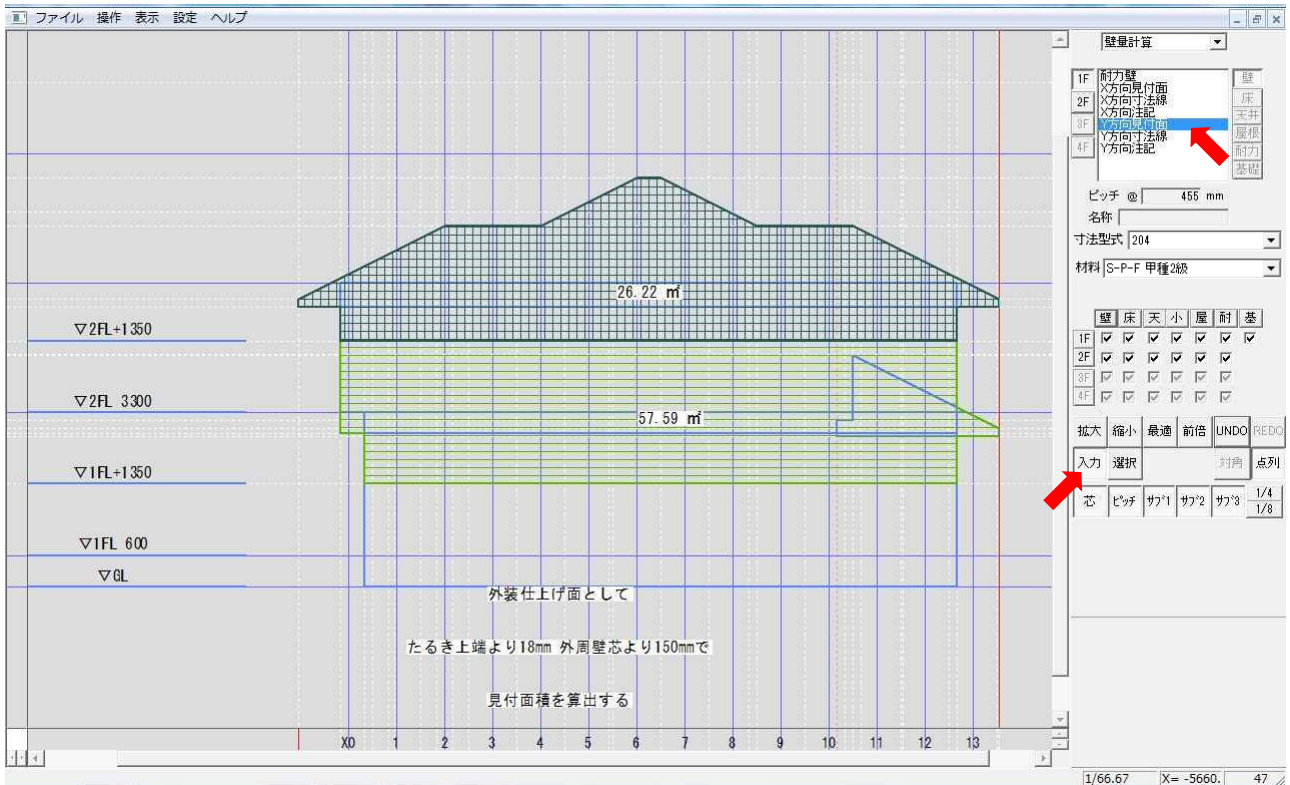 ファイル 操作 表示 設定 ヘルプ
壁量計算
1F
2F
3F
4F
耐力壁
X方向見付面
X方向寸法線
X方向注記
Y方向見付面
Y方向寸法線
Y方向注記
壁
床
天井
屋根
耐力
基礎
ピッチ @ 455 mm
名称
寸法型式 204
材料 S-P-F 甲種2級
壁 床 天 小 屋 耐 基
1F
2F
3F
4F
拡大 縮小 最適 前倍 UNDO REDO
入力 選択 対角 点列
芯 ピッチ サブ1 サブ2 サブ3 1/4
1/8
26.22 ㎡
▽2FL+1350
▽2FL 3300
57.59 ㎡
▽1FL+1350
▽1FL 600
▽GL
外装仕上げ面として
たるき上端より18mm 外周壁芯より150mmで
見付面積を算出する
X0 1 2 3 4 5 6 7 8 9 10 11 12 13
1/66.67 X= -5660. 47